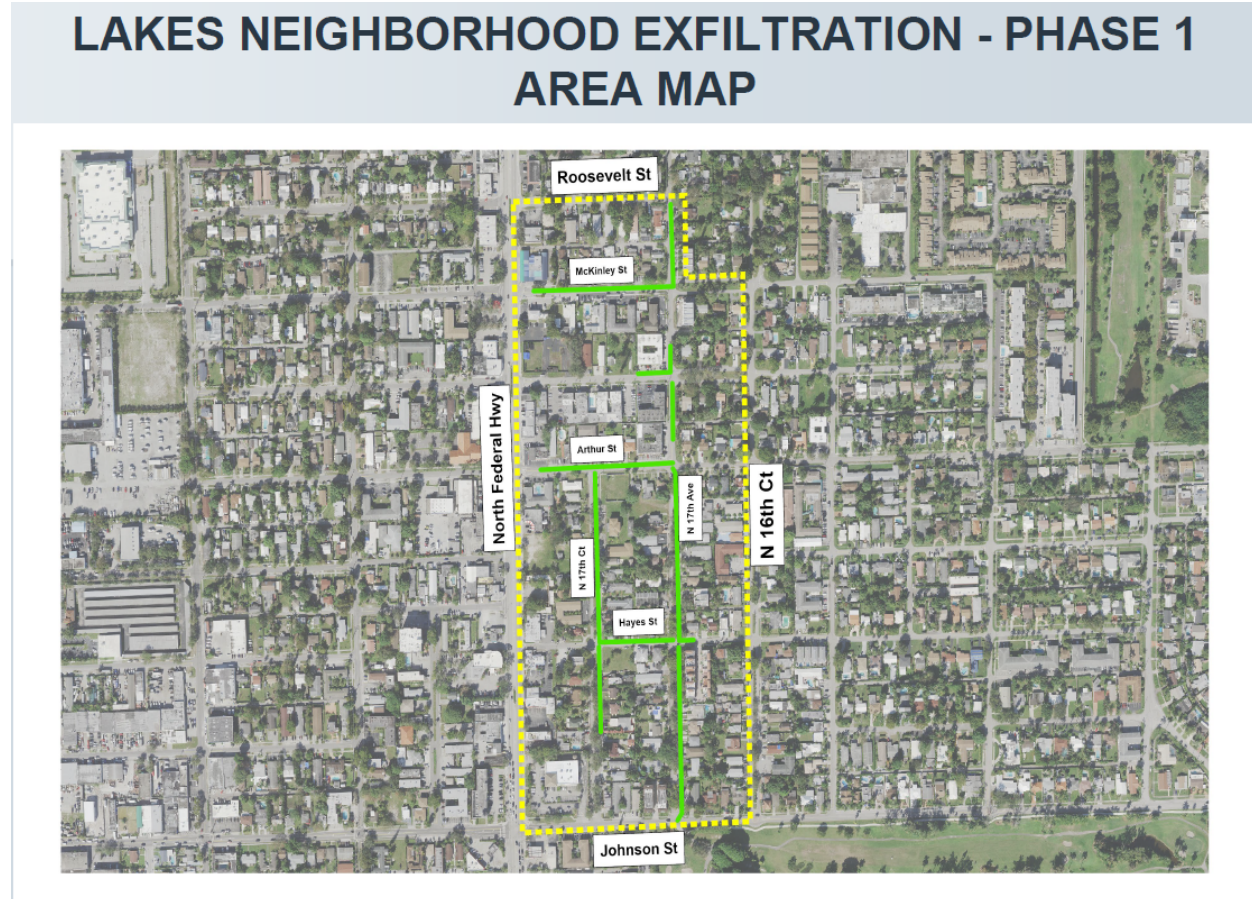 LAKES NEIGHBORHOOD EXFILTRATION - PHASE 1
AREA MAP
Roosevelt St
McKinley St
North Federal Hwy
Arthur St
N 17th Ave
N 16th Ct
N 17th Ct
Hayes St
Johnson St